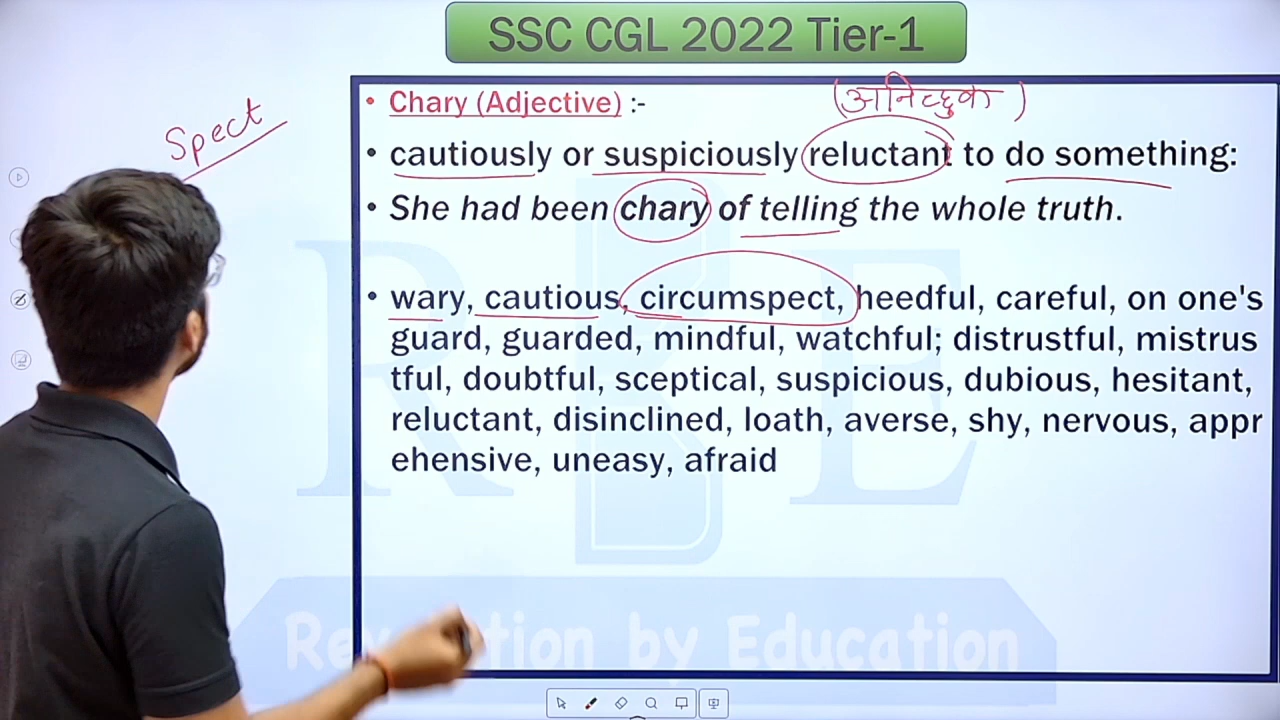 SSC CGL 2022 Tier-1
Spect
• Chary (Adjective) :-
(अनिच्छुक)
• cautiously or suspiciously reluctant to do something:
• She had been chary of telling the whole truth.
• wary, cautious, circumspect, heedful, careful, on one's
guard, guarded, mindful, watchful; distrustful, mistrus
tful, doubtful, sceptical, suspicious, dubious, hesitant,
reluctant, disinclined, loath, averse, shy, nervous, appr
ehensive, uneasy, afraid
RBE
by Education